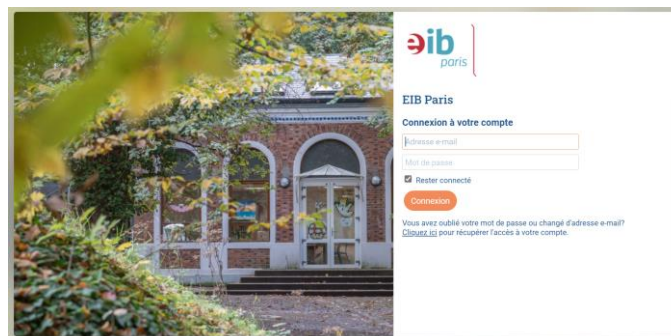 eib
paris
EIB Paris
Connexion à votre compte
Adresse e-mail
Mot de passe
Rester connecté
Connexion
Vous avez oublié votre mot de passe ou changé d'adresse e-mail?
Cliquez ici pour récupérer l'accès à votre compte.